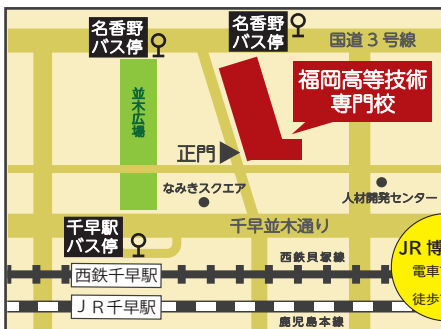 名香野
バス停
名香野
バス停
国道3号線
福岡高等技術
専門校
並木広場
正門
なみきスクエア
人材開発センター
千早駅
バス停
千早並木通り
西鉄貝塚線
西鉄千早駅
JR千早駅
鹿児島本線
JR 博
電車
徒歩